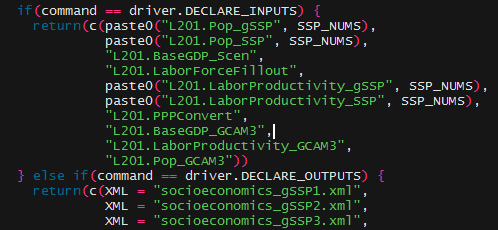 if(command == driver.DECLARE_INPUTS) {
return(c(paste0("L201.Pop_gSSP", SSP_NUMS),
paste0("L201.Pop_SSP", SSP_NUMS),
"L201.BaseGDP_Scen",
"L201.LaborForceFillout",
paste0("L201.LaborProductivity_gSSP", SSP_NUMS),
paste0("L201.LaborProductivity_SSP", SSP_NUMS),
"L201.PPPConvert",
"L201.BaseGDP_GCAM3",
"L201.LaborProductivity_GCAM3",
"L201.Pop_GCAM3"))
} else if(command == driver.DECLARE_OUTPUTS) {
return(c(XML = "socioeconomics_gSSP1.xml",
XML = "socioeconomics_gSSP2.xml",
XML = "socioeconomics_gSSP3.xml",